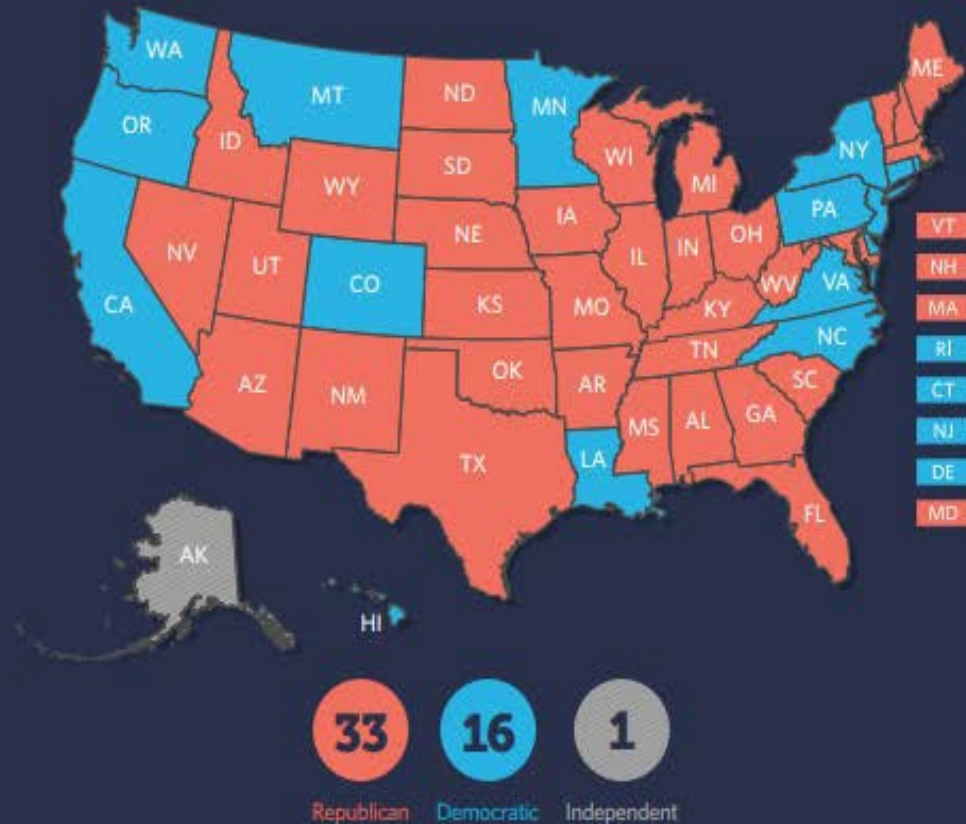 WA
MT
ND
MN
ME
OR
ID
WY
SD
WI
MI
NY
NV
UT
CO
NE
IA
IL
IN
OH
PA
CA
KS
MO
KY
WV
VA
AZ
NM
OK
AR
TN
NC
SC
TX
LA
MS
AL
GA
FL
AK
HI
VT
NH
MA
RI
CT
NJ
DE
MD
33 16 1
Republican Democratic Independent